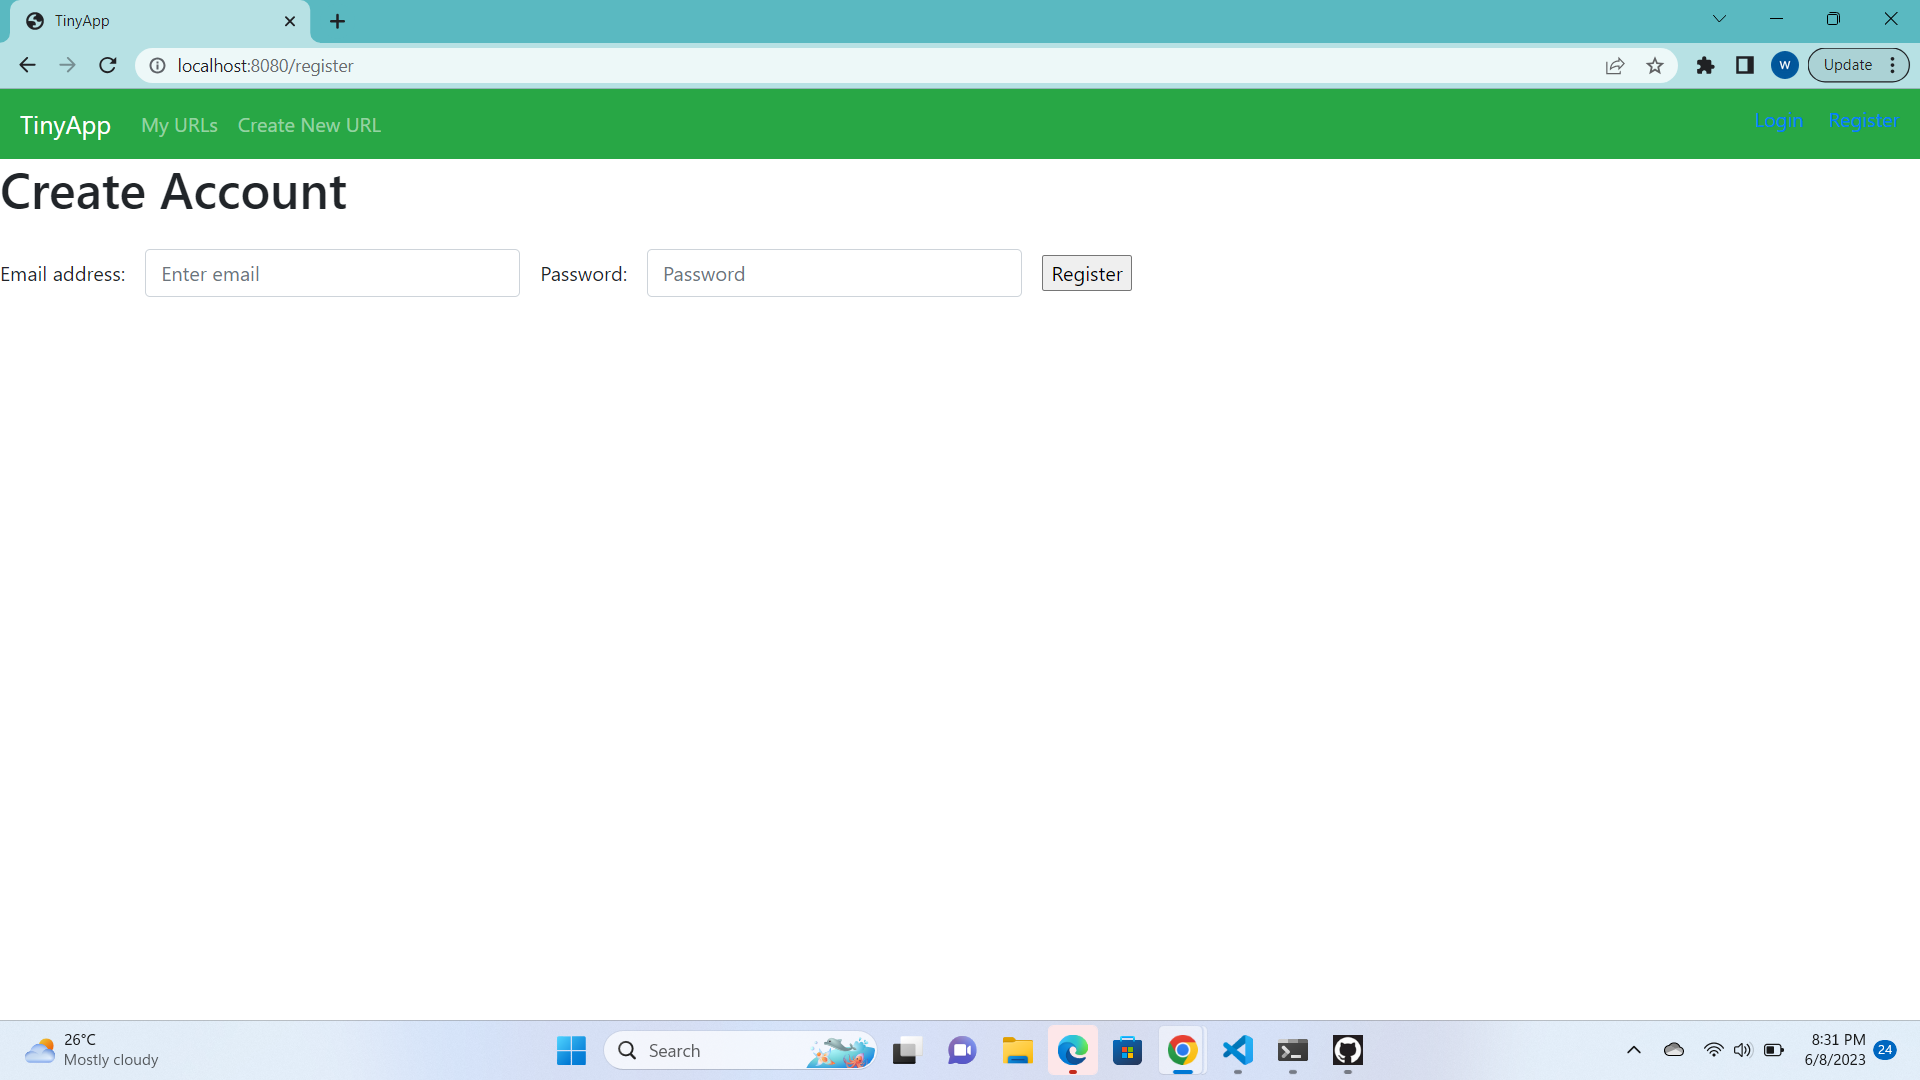 TinyApp
localhost:8080/register
W
Update
TinyApp My URLs Create New URL Login Register
Create Account
Email address: Enter email Password: Password Register
26°C
Mostly cloudy
Search
8:31 PM
6/8/2023
24